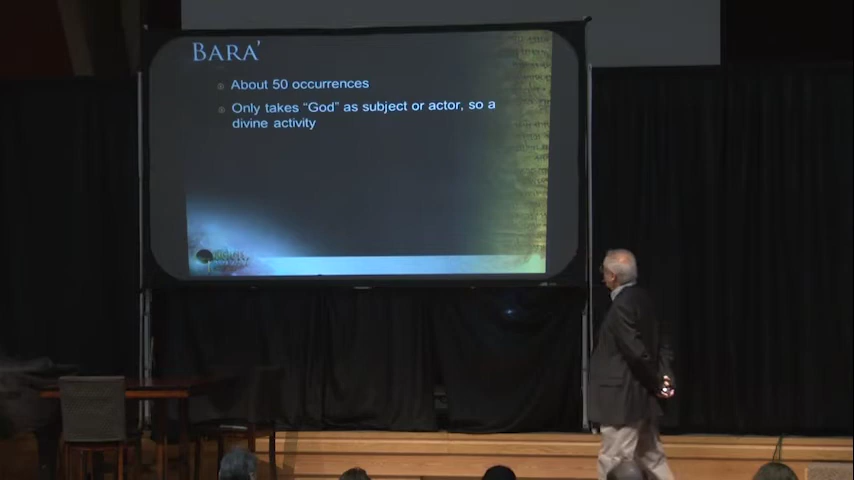 BARA'
About 50 occurrences
Only takes “God” as subject or actor, so a
divine activity